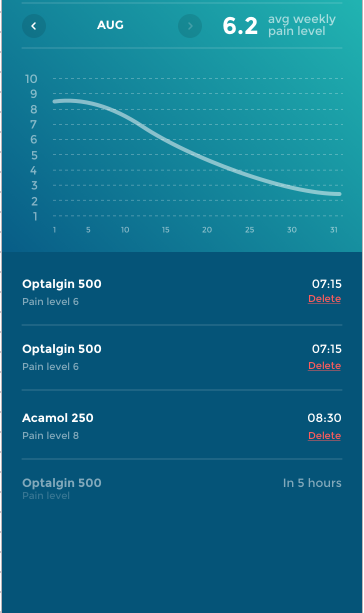 AUG
6.2 avg weekly
pain level
10
9
8
7
6
5
4
3
2
1
1 5 10 15 20 25 30 31
Optalgin 500 07:15
Pain level 6 Delete
Optalgin 500 07:15
Pain level 6 Delete
Acamol 250 08:30
Pain level 8 Delete
Optalgin 500 In 5 hours
Pain level